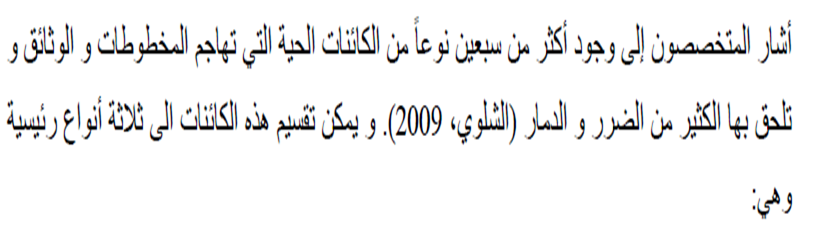 أشار المتخصصون إلى وجود أكثر من سبعين نوعاً من الكائنات الحية التي تهاجم المخطوطات و الوثائق و
تلحق بها الكثير من الضرر و الدمار (الشلوي، 2009). و يمكن تقسيم هذه الكائنات الى ثلاثة أنواع رئيسية
وهي: